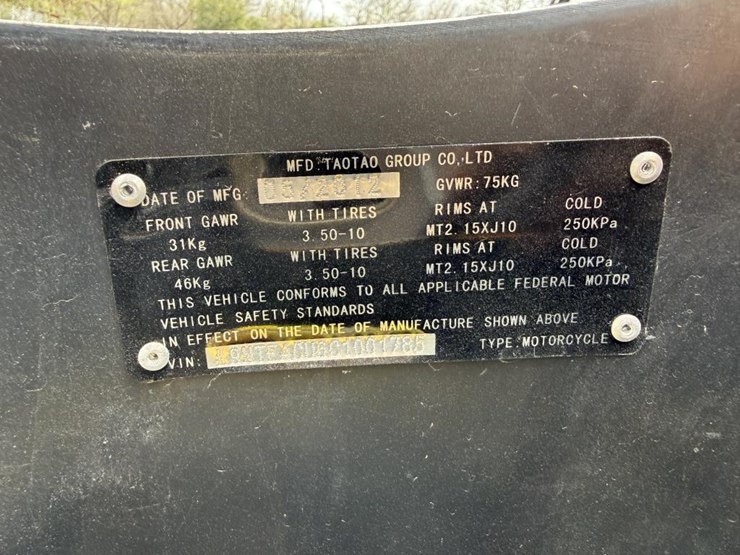 MFD:TAOTAO GROUP CO,.LTD
DATE OF MFG: 03/2012 GVWR:75KG
FRONT GAWR WITH TIRES RIMS AT COLD
31Kg 3.50-10 MT2.15XJ10 250KPa
REAR GAWR WITH TIRES RIMS AT COLD
46Kg 3.50-10 MT2.15XJ10 250KPa
THIS VEHICLE CONFORMS TO ALL APPLICABLE FEDERAL MOTOR
VEHICLE SAFETY STANDARDS
IN EFFECT ON THE DATE OF MANUFACTURE SHOWN ABOVE
VIN: TYPE:MOTORCYCLE